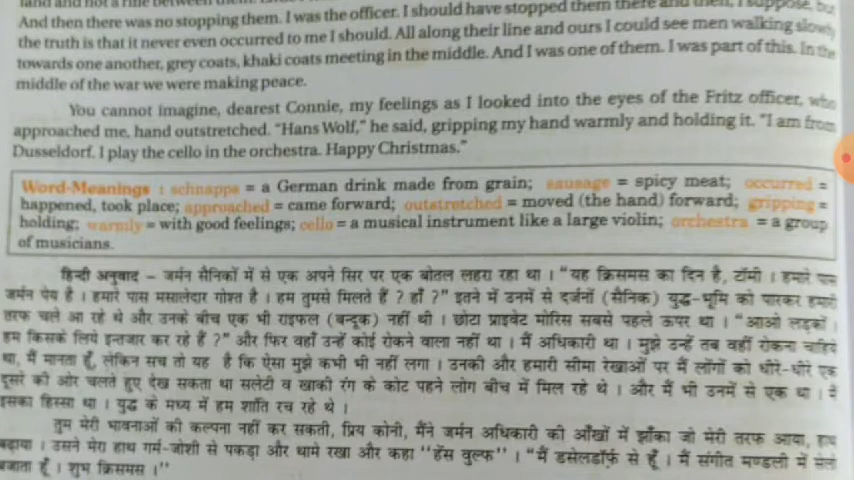 land and not a rifle between them.
And then there was no stopping them. I was the officer. I should have stopped them there and then, I suppose, but
the truth is that it never even occurred to me I should. All along their line and ours I could see men walking slowly
towards one another, grey coats, khaki coats meeting in the middle. And I was one of them. I was part of this. In the
middle of the war we were making peace.
You cannot imagine, dearest Connie, my feelings as I looked into the eyes of the Fritz officer, who
approached me, hand outstretched. “Hans Wolf,” he said, gripping my hand warmly and holding it. “I am from
Dusseldorf. I play the cello in the orchestra. Happy Christmas.”
Word-Meanings : schnapps = a German drink made from grain; sausage = spicy meat; occurred =
happened, took place; approached = came forward; outstretched = moved (the hand) forward; gripping =
holding; warmly = with good feelings; cello = a musical instrument like a large violin; orchestra = a group
of musicians.
हिन्दी अनुवाद – जर्मन सैनिकों में से एक अपने सिर पर एक बोतल लहरा रहा था । “यह क्रिसमस का दिन है, टॉमी । हमारे पास
जर्मन पेय है । हमारे पास मसालेदार गोश्त है । हम तुमसे मिलते हैं ? हाँ ?” इतने में उनमें से दर्जनों (सैनिक) युद्ध-भूमि को पारकर हमारी
तरफ चले आ रहे थे और उनके बीच एक भी राइफल (बन्दूक) नहीं थी । छोटा प्राइवेट मोरिस सबसे पहले ऊपर था । “आओ लड़कों ।
हम किसके लिये इन्तजार कर रहे हैं ?” और फिर वहाँ उन्हें कोई रोकने वाला नहीं था । मैं अधिकारी था । मुझे उन्हें तब वहीं रोकना चाहिये
था, मैं मानता हूँ, लेकिन सच तो यह है कि ऐसा मुझे कभी भी नहीं लगा । उनकी और हमारी सीमा रेखाओं पर मैं लोंगों को धीरे-धीरे एक
दूसरे की ओर चलते हुए देख सकता था सलेटी व खाकी रंग के कोट पहने लोग बीच में मिल रहे थे । और मैं भी उनमें से एक था । मैं
इसका हिस्सा था । युद्ध के मध्य में हम शांति रच रहे थे ।
तुम मेरी भावनाओं की कल्पना नहीं कर सकती, प्रिय कोनी, मैंने जर्मन अधिकारी की आँखों में झाँका जो मेरी तरफ आया, हाथ
बढ़ाया । उसने मेरा हाथ गर्म-जोशी से पकड़ा और थामे रखा और कहा “हेंस वुल्फ” । “मैं डसेलडॉर्फ से हूँ । मैं संगीत मण्डली में सेलो
बजाता हूँ । शुभ क्रिसमस ।”